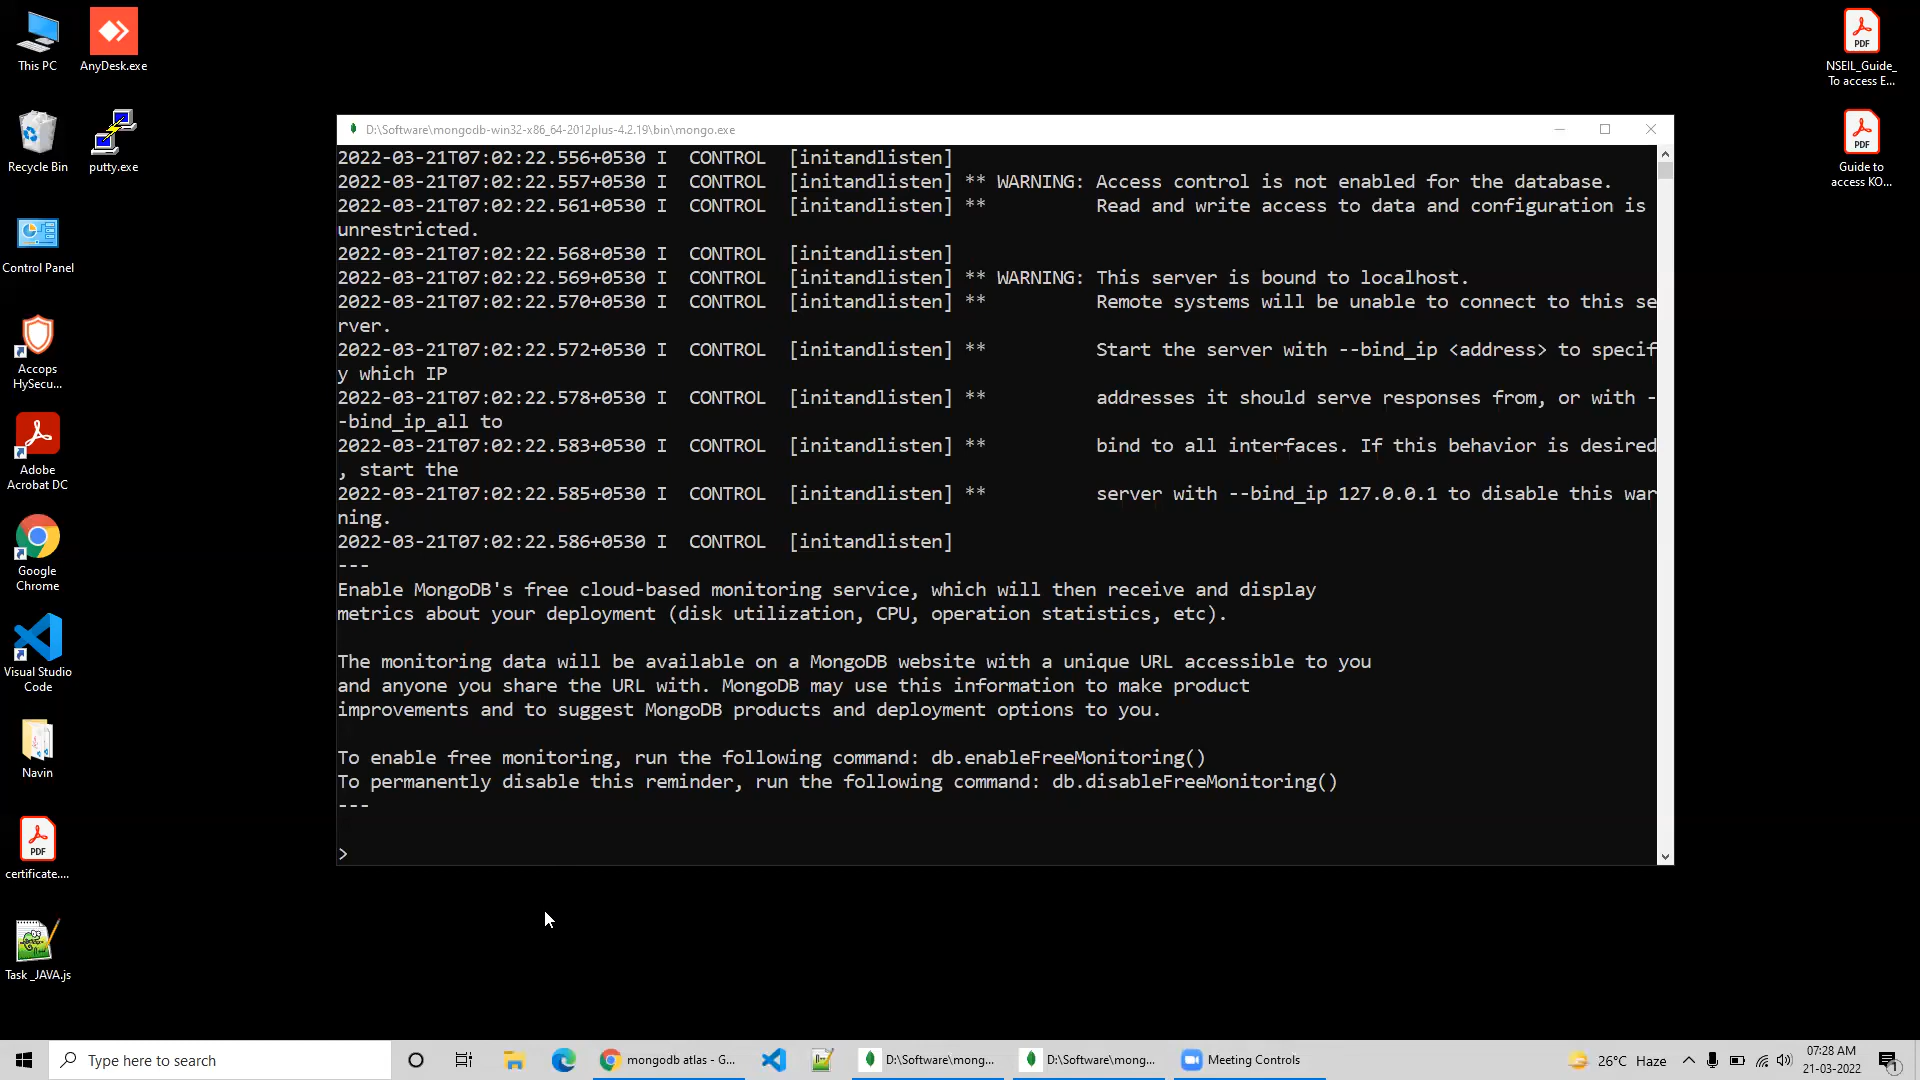 This PC
AnyDesk.exe
Recycle Bin
putty.exe
Control Panel
Accops
HySecu...
Adobe
Acrobat DC
Google
Chrome
Visual Studio
Code
Navin
PDF
certificate....
Task _JAVA.js
D:\Software\mongodb-win32-x86_64-2012plus-4.2.19\bin\mongo.exe
2022-03-21T07:02:22.556+0530 I  CONTROL  [initandlisten]
2022-03-21T07:02:22.557+0530 I  CONTROL  [initandlisten] ** WARNING: Access control is not enabled for the database.
2022-03-21T07:02:22.561+0530 I  CONTROL  [initandlisten] **          Read and write access to data and configuration is
unrestricted.
2022-03-21T07:02:22.568+0530 I  CONTROL  [initandlisten]
2022-03-21T07:02:22.569+0530 I  CONTROL  [initandlisten] ** WARNING: This server is bound to localhost.
2022-03-21T07:02:22.570+0530 I  CONTROL  [initandlisten] **          Remote systems will be unable to connect to this se
rver.
2022-03-21T07:02:22.572+0530 I  CONTROL  [initandlisten] **          Start the server with --bind_ip <address> to specif
y which IP
2022-03-21T07:02:22.578+0530 I  CONTROL  [initandlisten] **          addresses it should serve responses from, or with -
-bind_ip_all to
2022-03-21T07:02:22.583+0530 I  CONTROL  [initandlisten] **          bind to all interfaces. If this behavior is desired
, start the
2022-03-21T07:02:22.585+0530 I  CONTROL  [initandlisten] **          server with --bind_ip 127.0.0.1 to disable this war
ning.
2022-03-21T07:02:22.586+0530 I  CONTROL  [initandlisten]
---
Enable MongoDB's free cloud-based monitoring service, which will then receive and display
metrics about your deployment (disk utilization, CPU, operation statistics, etc).
The monitoring data will be available on a MongoDB website with a unique URL accessible to you
and anyone you share the URL with. MongoDB may use this information to make product
improvements and to suggest MongoDB products and deployment options to you.
To enable free monitoring, run the following command: db.enableFreeMonitoring()
To permanently disable this reminder, run the following command: db.disableFreeMonitoring()
---
>
PDF
NSEIL_Guide_
To access E...
PDF
Guide to
access KO...
Type here to search
mongodb atlas - G...
D:\Software\mong...
D:\Software\mong...
Meeting Controls
26°C Haze
07:28 AM
21-03-2022
1